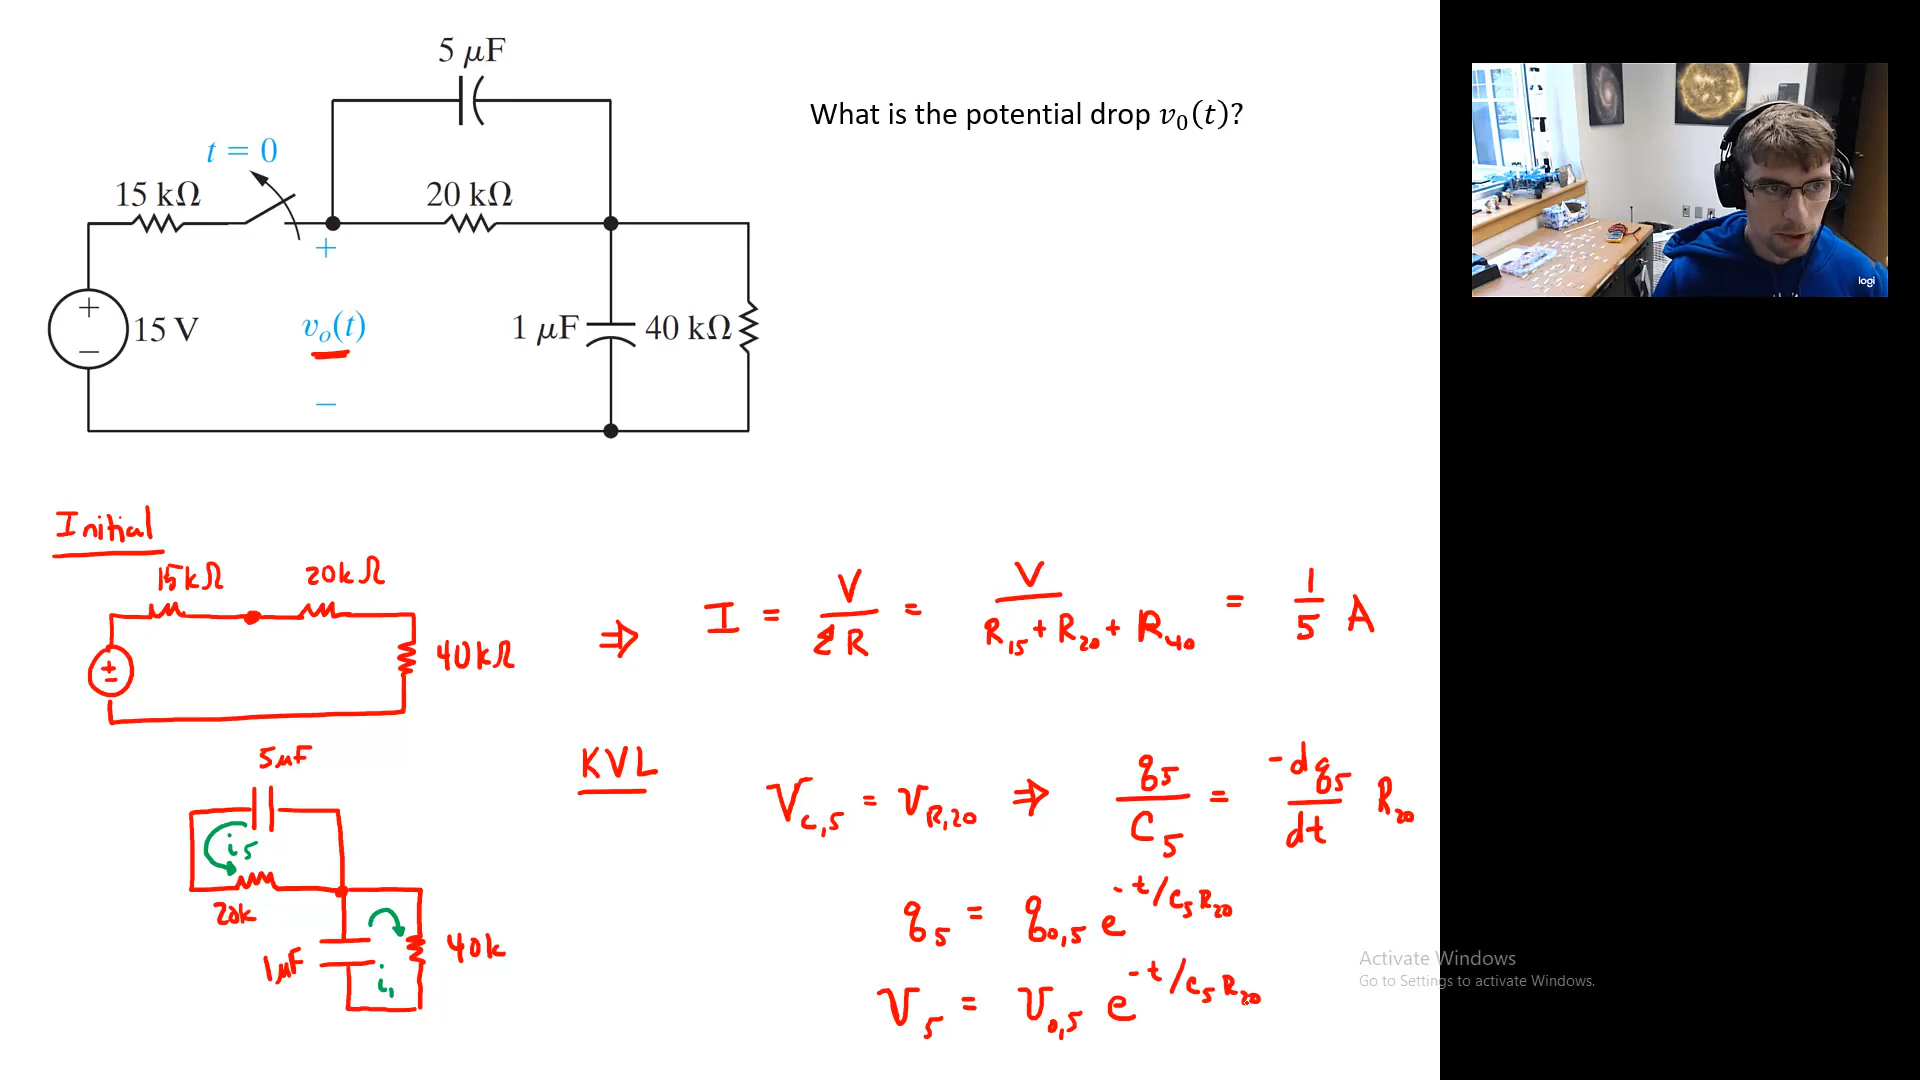 5 μF
What is the potential drop v₀(t)?
t = 0
15 kΩ
20 kΩ
+
+
15 V
−
vₒ(t)
1 μF
40 kΩ
−
Initial
15kΩ
20kΩ
±
40kΩ
⇒ I = V/ΣR = V/(R₁₅ + R₂₀ + R₄₀) = 1/5 A
5μF
i₅
20k
1μF
i₁
40k
KVL
V_C,5 = V_R,20 ⇒ q₅/C₅ = -dq₅/dt R₂₀
q₅ = q₀,₅ e^(-t/C₅R₂₀)
V₅ = V₀,₅ e^(-t/C₅R₂₀)
logi
Activate Windows
Go to Settings to activate Windows.